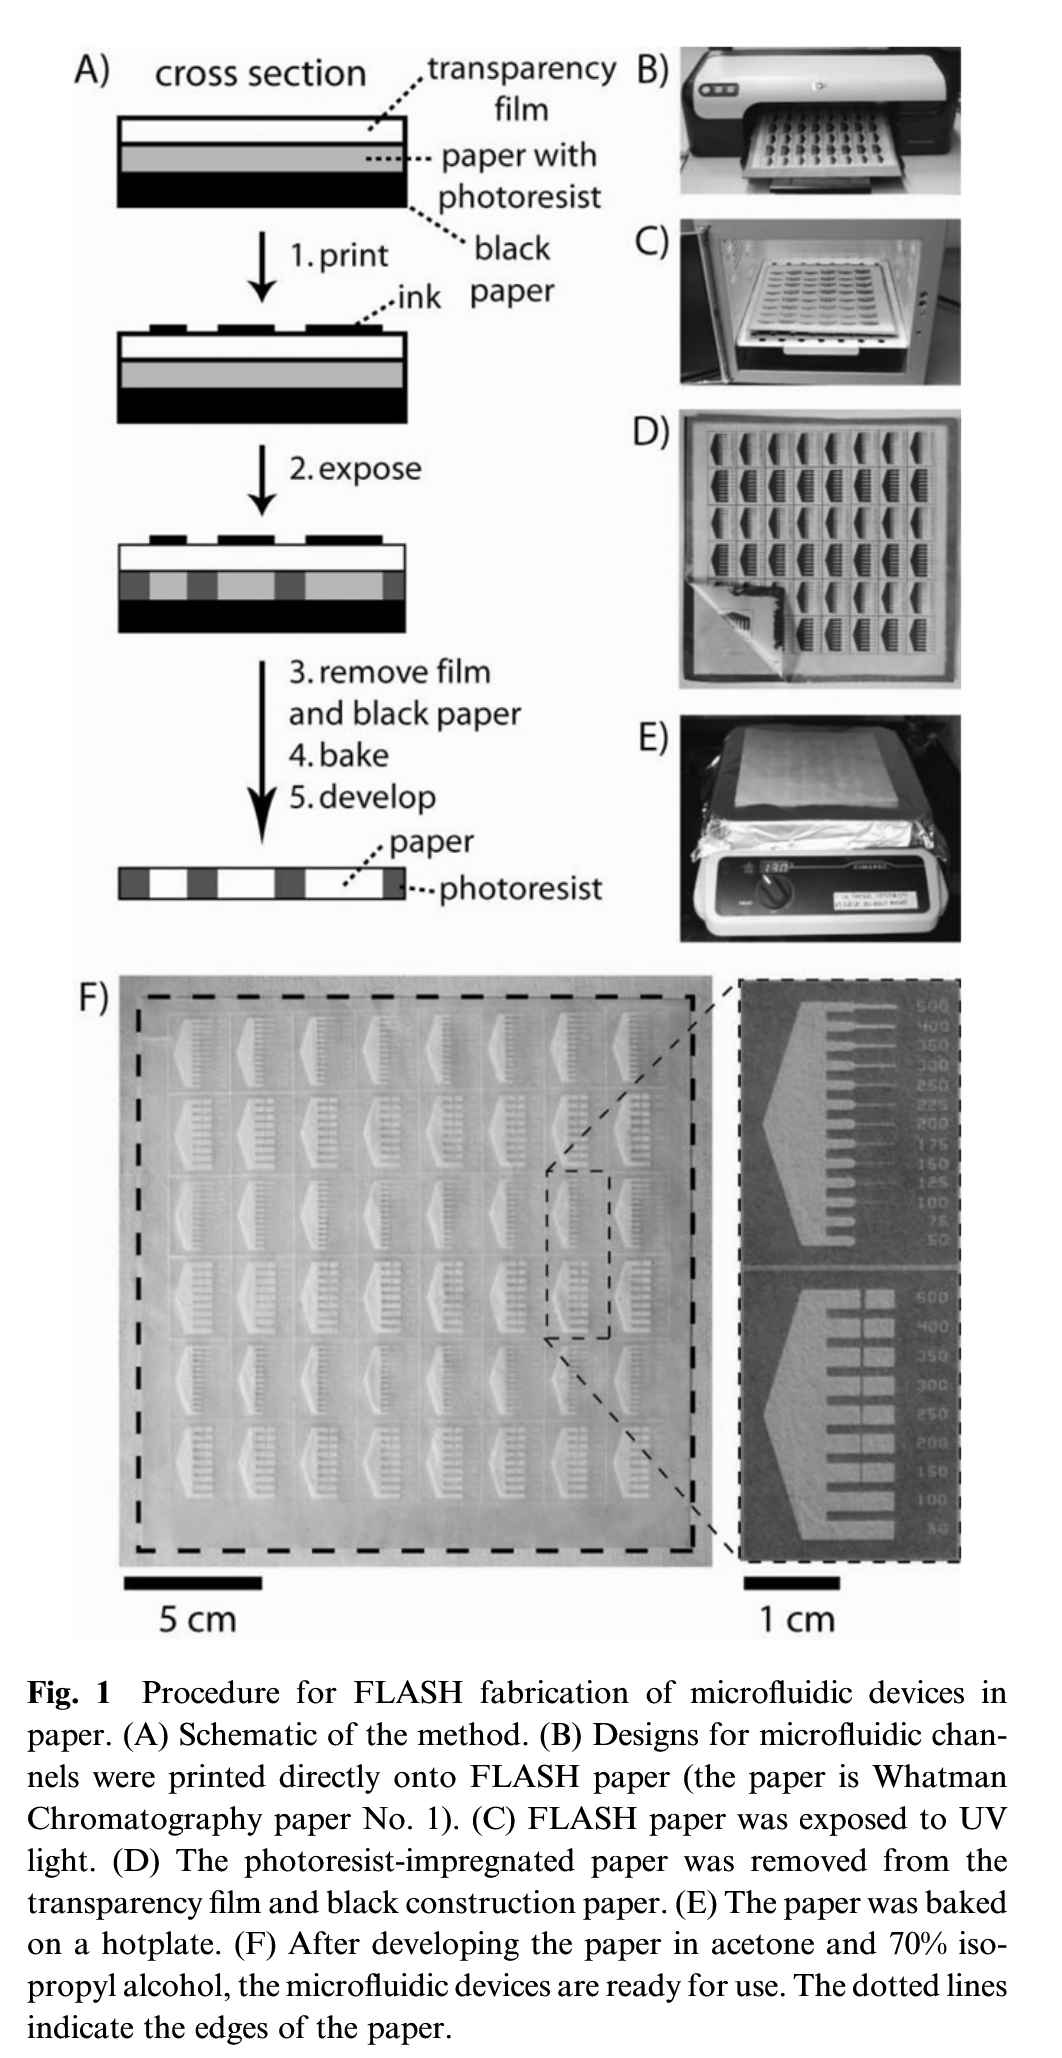 A)
cross section
transparency
film
paper with
photoresist
black
paper
1. print
ink
2. expose
3. remove film
and black paper
4. bake
5. develop
paper
photoresist
B)
C)
D)
E)
130
F)
500
400
350
300
250
225
200
175
150
125
100
75
50
500
400
350
300
250
200
150
100
50
5 cm
1 cm
Fig. 1 Procedure for FLASH fabrication of microfluidic devices in
paper. (A) Schematic of the method. (B) Designs for microfluidic chan-
nels were printed directly onto FLASH paper (the paper is Whatman
Chromatography paper No. 1). (C) FLASH paper was exposed to UV
light. (D) The photoresist-impregnated paper was removed from the
transparency film and black construction paper. (E) The paper was baked
on a hotplate. (F) After developing the paper in acetone and 70% iso-
propyl alcohol, the microfluidic devices are ready for use. The dotted lines
indicate the edges of the paper.